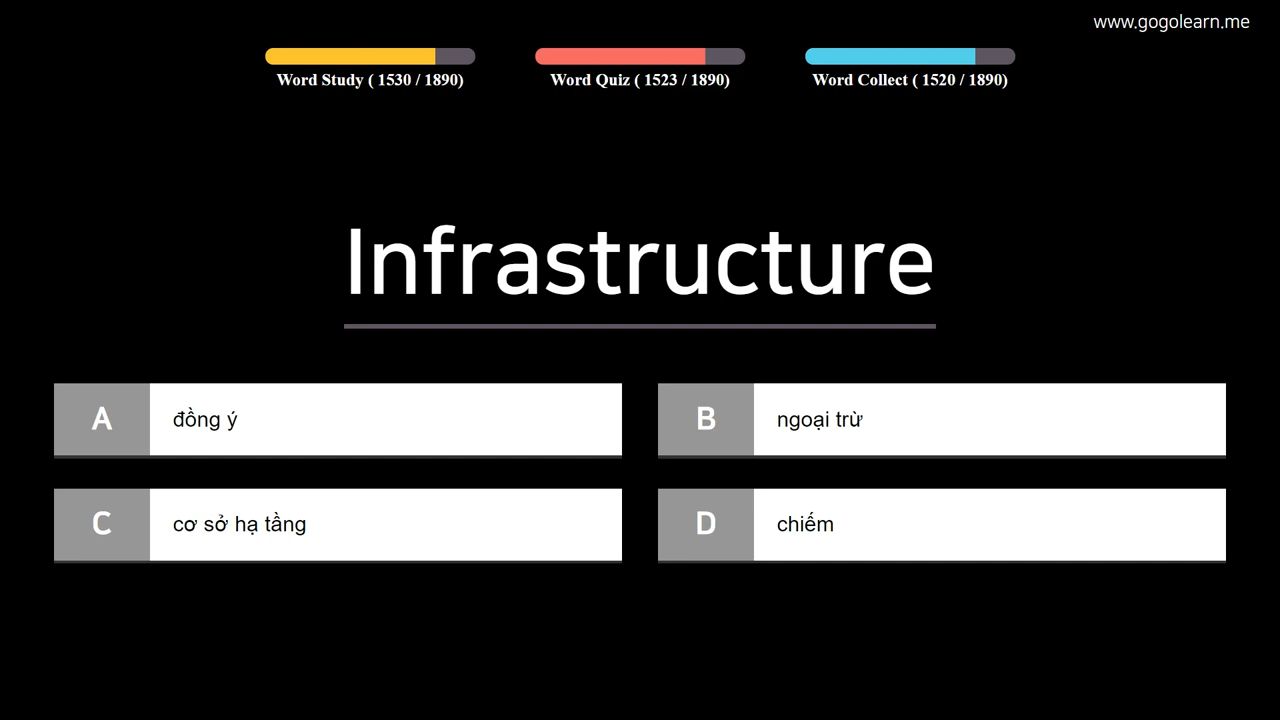 www.gogolearn.me
Word Study ( 1530 / 1890)
Word Quiz ( 1523 / 1890)
Word Collect ( 1520 / 1890)
Infrastructure
A
đồng ý
B
ngoại trừ
C
cơ sở hạ tầng
D
chiếm